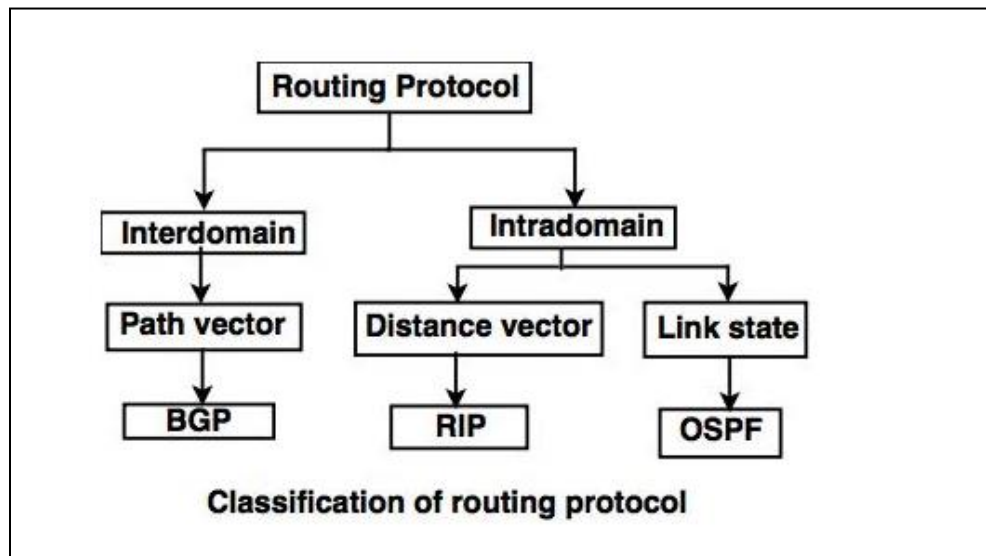 Routing Protocol
Interdomain
Intradomain
Path vector
Distance vector
Link state
BGP
RIP
OSPF
Classification of routing protocol